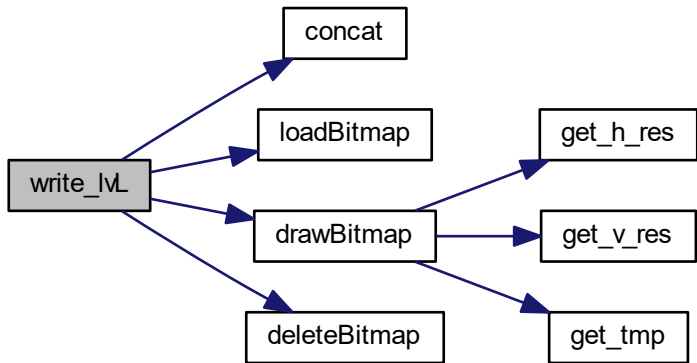 concat
loadBitmap
get_h_res
write_lvL
drawBitmap
get_v_res
deleteBitmap
get_tmp